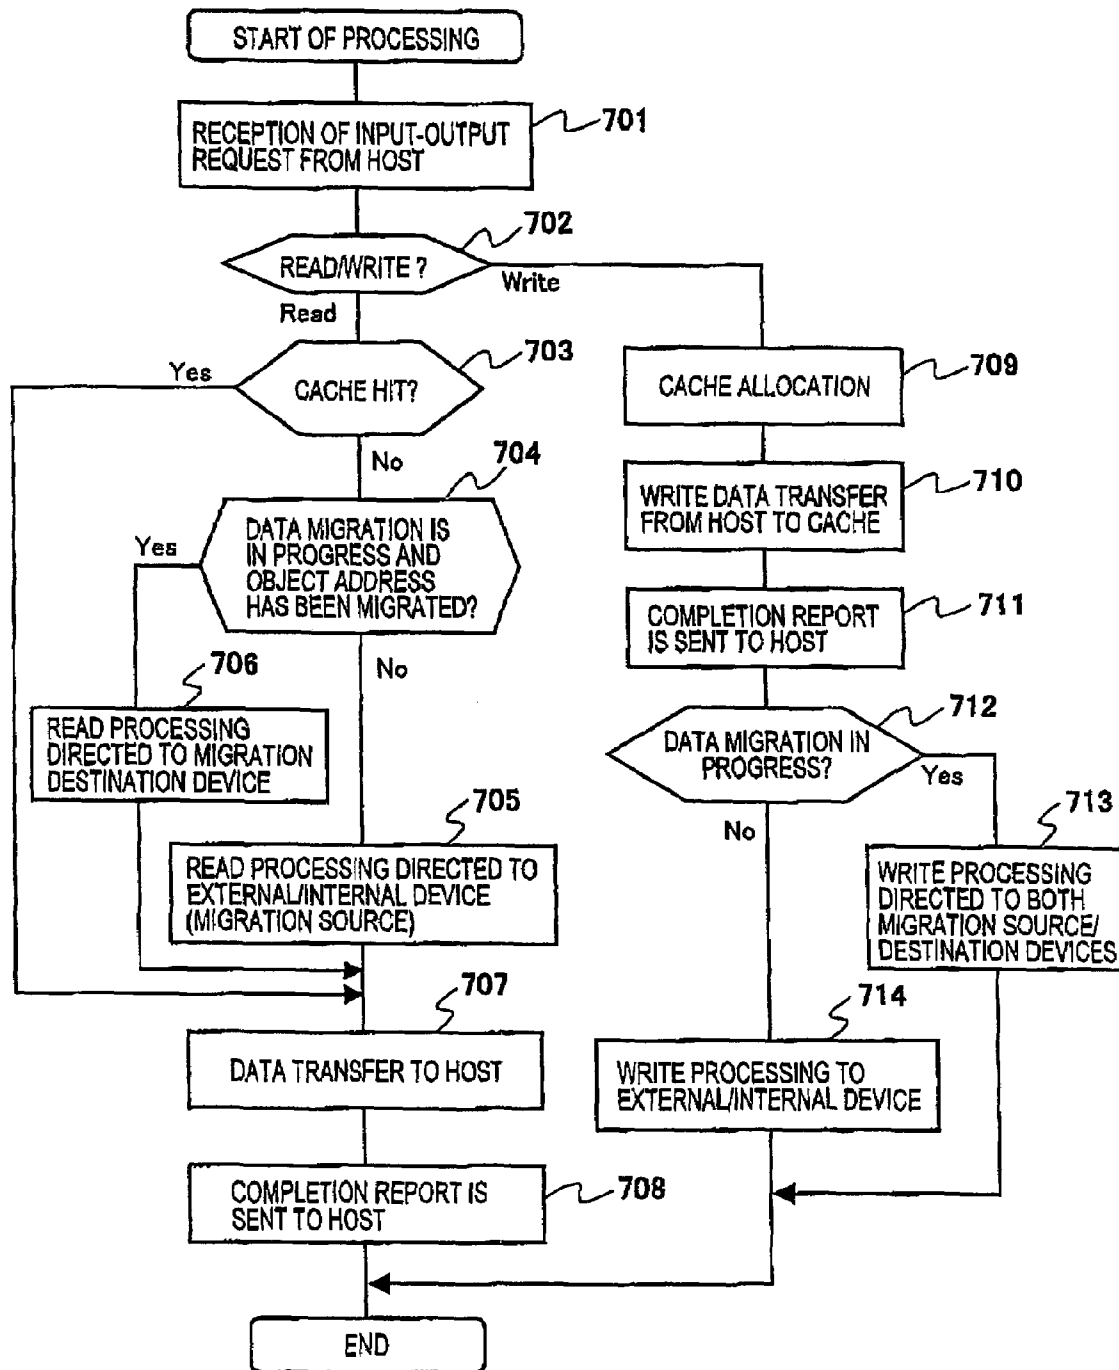 START OF PROCESSING
RECEPTION OF INPUT-OUTPUT
REQUEST FROM HOST
701
READ/WRITE ?
702
Write
Read
CACHE HIT?
703
Yes
No
CACHE ALLOCATION
709
DATA MIGRATION IS
IN PROGRESS AND
OBJECT ADDRESS
HAS BEEN MIGRATED?
704
Yes
No
WRITE DATA TRANSFER
FROM HOST TO CACHE
710
COMPLETION REPORT
IS SENT TO HOST
711
706
READ PROCESSING
DIRECTED TO MIGRATION
DESTINATION DEVICE
DATA MIGRATION IN
PROGRESS?
712
Yes
No
705
READ PROCESSING DIRECTED TO
EXTERNAL/INTERNAL DEVICE
(MIGRATION SOURCE)
713
WRITE PROCESSING
DIRECTED TO BOTH
MIGRATION SOURCE/
DESTINATION DEVICES
707
DATA TRANSFER TO HOST
714
WRITE PROCESSING TO
EXTERNAL/INTERNAL DEVICE
COMPLETION REPORT IS
SENT TO HOST
708
END